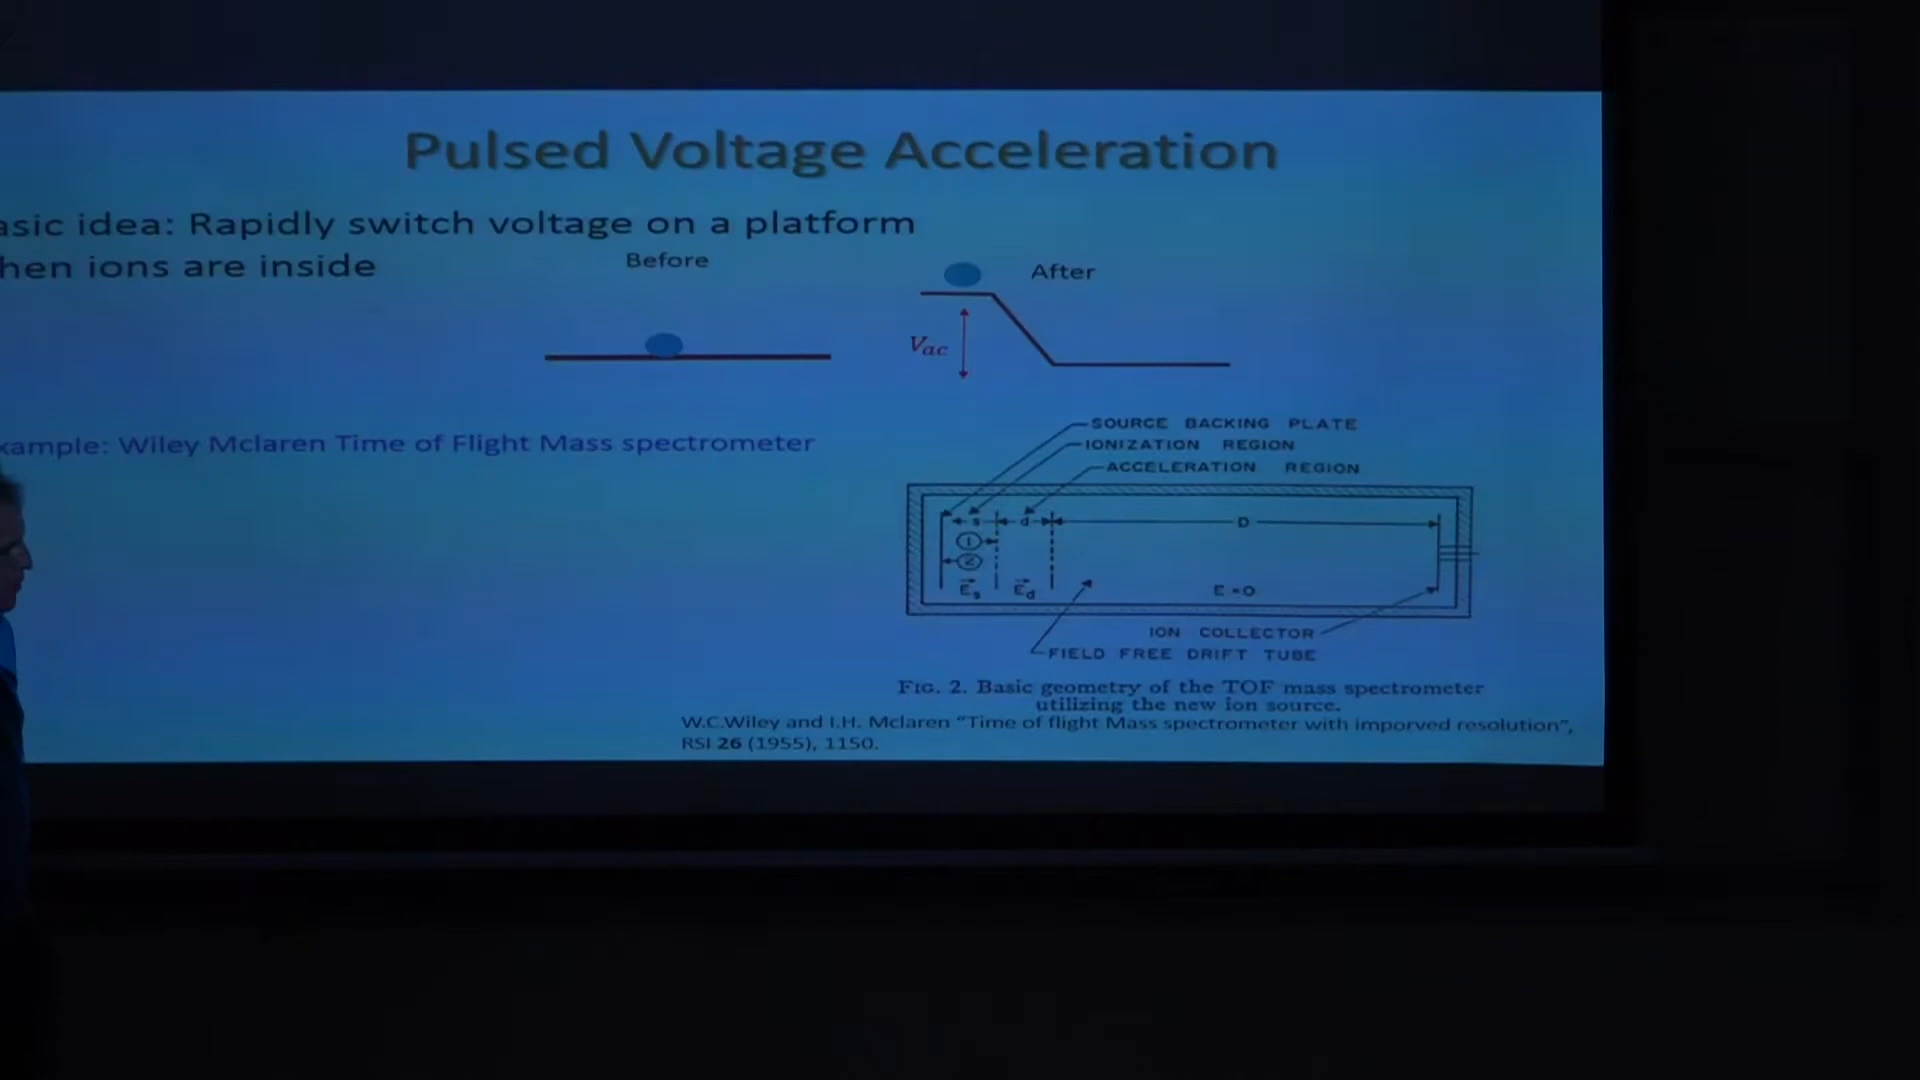 Pulsed Voltage Acceleration
asic idea: Rapidly switch voltage on a platform
hen ions are inside
Before
After
Vac
xample: Wiley Mclaren Time of Flight Mass spectrometer
SOURCE BACKING PLATE
IONIZATION REGION
ACCELERATION REGION
s d D
1
2
Es Ed E=0
ION COLLECTOR
FIELD FREE DRIFT TUBE
FIG. 2. Basic geometry of the TOF mass spectrometer
utilizing the new ion source.
W.C.Wiley and I.H. Mclaren “Time of flight Mass spectrometer with imporved resolution”,
RSI 26 (1955), 1150.